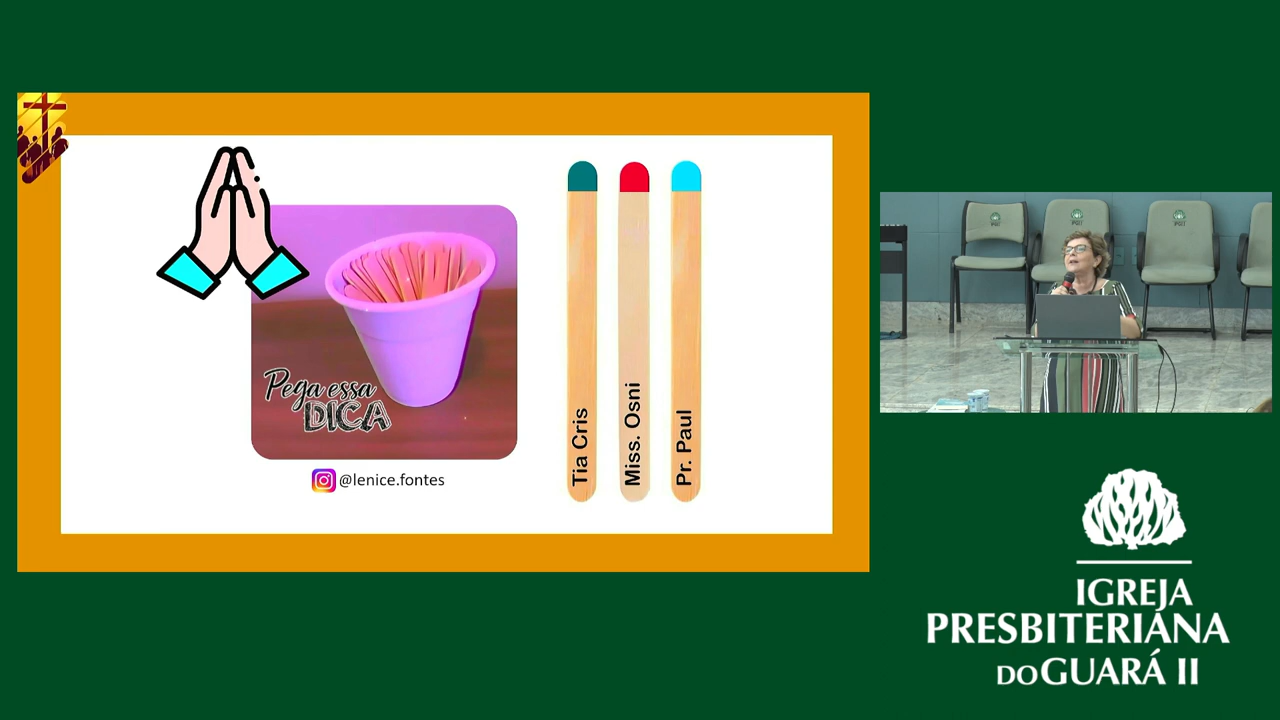 Pega essa
DICA
@lenice.fontes
Tia Cris
Miss. Osni
Pr. Paul
IGREJA
PRESBITERIANA
DO GUARÁ II